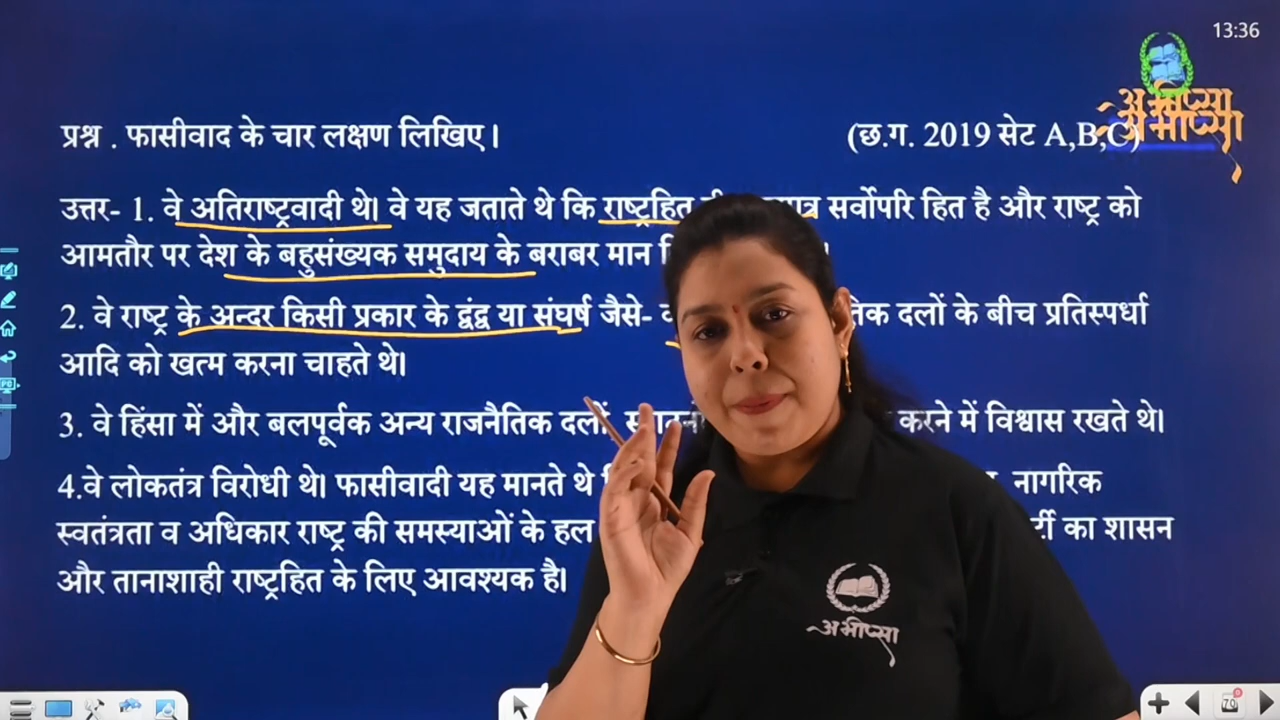 13:36
अभीप्सा
अभीप्सा
प्रश्न . फासीवाद के चार लक्षण लिखिए। (छ.ग. 2019 सेट A,B,C)
उत्तर- 1. वे अतिराष्ट्रवादी थे। वे यह जताते थे कि राष्ट्रहित सर्वोपरि हित है और राष्ट्र को
आमतौर पर देश के बहुसंख्यक समुदाय के बराबर मान
2. वे राष्ट्र के अन्दर किसी प्रकार के द्वंद्व या संघर्ष जैसे- दलों के बीच प्रतिस्पर्धा
आदि को खत्म करना चाहते थे।
3. वे हिंसा में और बलपूर्वक अन्य राजनैतिक दलों, करने में विश्वास रखते थे।
4.वे लोकतंत्र विरोधी थे। फासीवादी यह मानते थे नागरिक
स्वतंत्रता व अधिकार राष्ट्र की समस्याओं के हल का शासन
और तानाशाही राष्ट्रहित के लिए आवश्यक है।
अभीप्सा